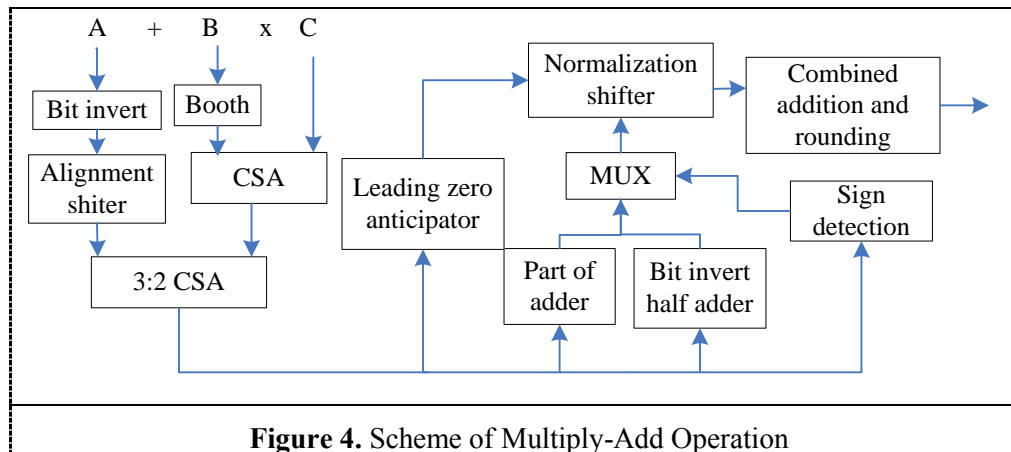 A + B x C
Bit invert
Booth
Alignment
shiter
CSA
3:2 CSA
Leading zero
anticipator
Normalization
shifter
Combined
addition and
rounding
MUX
Sign
detection
Part of
adder
Bit invert
half adder
Figure 4. Scheme of Multiply-Add Operation